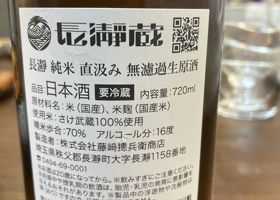 長瀞蔵
長瀞 純米 直汲み 無濾過生原酒
品目:日本酒 要冷蔵 内容量:720ml
原材料名:米(国産)、米麹(国産米)
使用米:さけ武蔵100%使用
精米歩合:70% アルコール分:16度
製造者:株式会社藤﨑摠兵衛商店
埼玉県秩父郡長瀞町大字長瀞1158番地
0494-69-0001